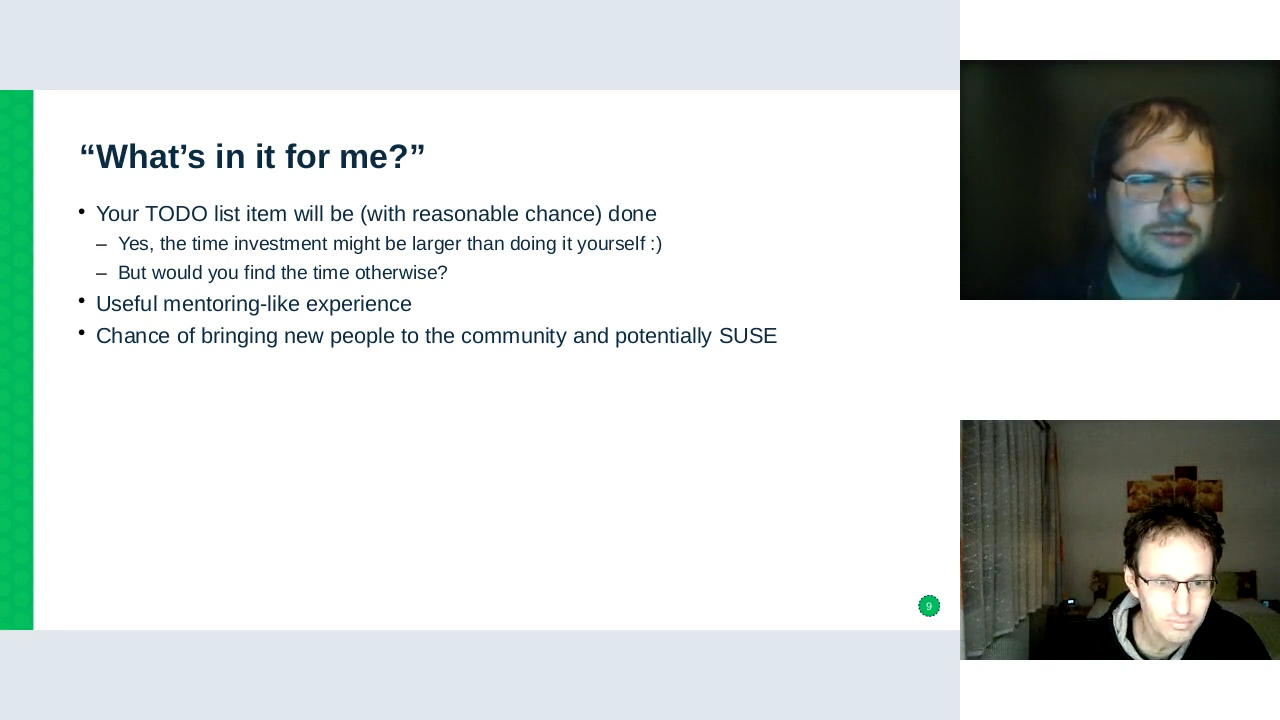 “What’s in it for me?”
• Your TODO list item will be (with reasonable chance) done
– Yes, the time investment might be larger than doing it yourself :)
– But would you find the time otherwise?
• Useful mentoring-like experience
• Chance of bringing new people to the community and potentially SUSE
9